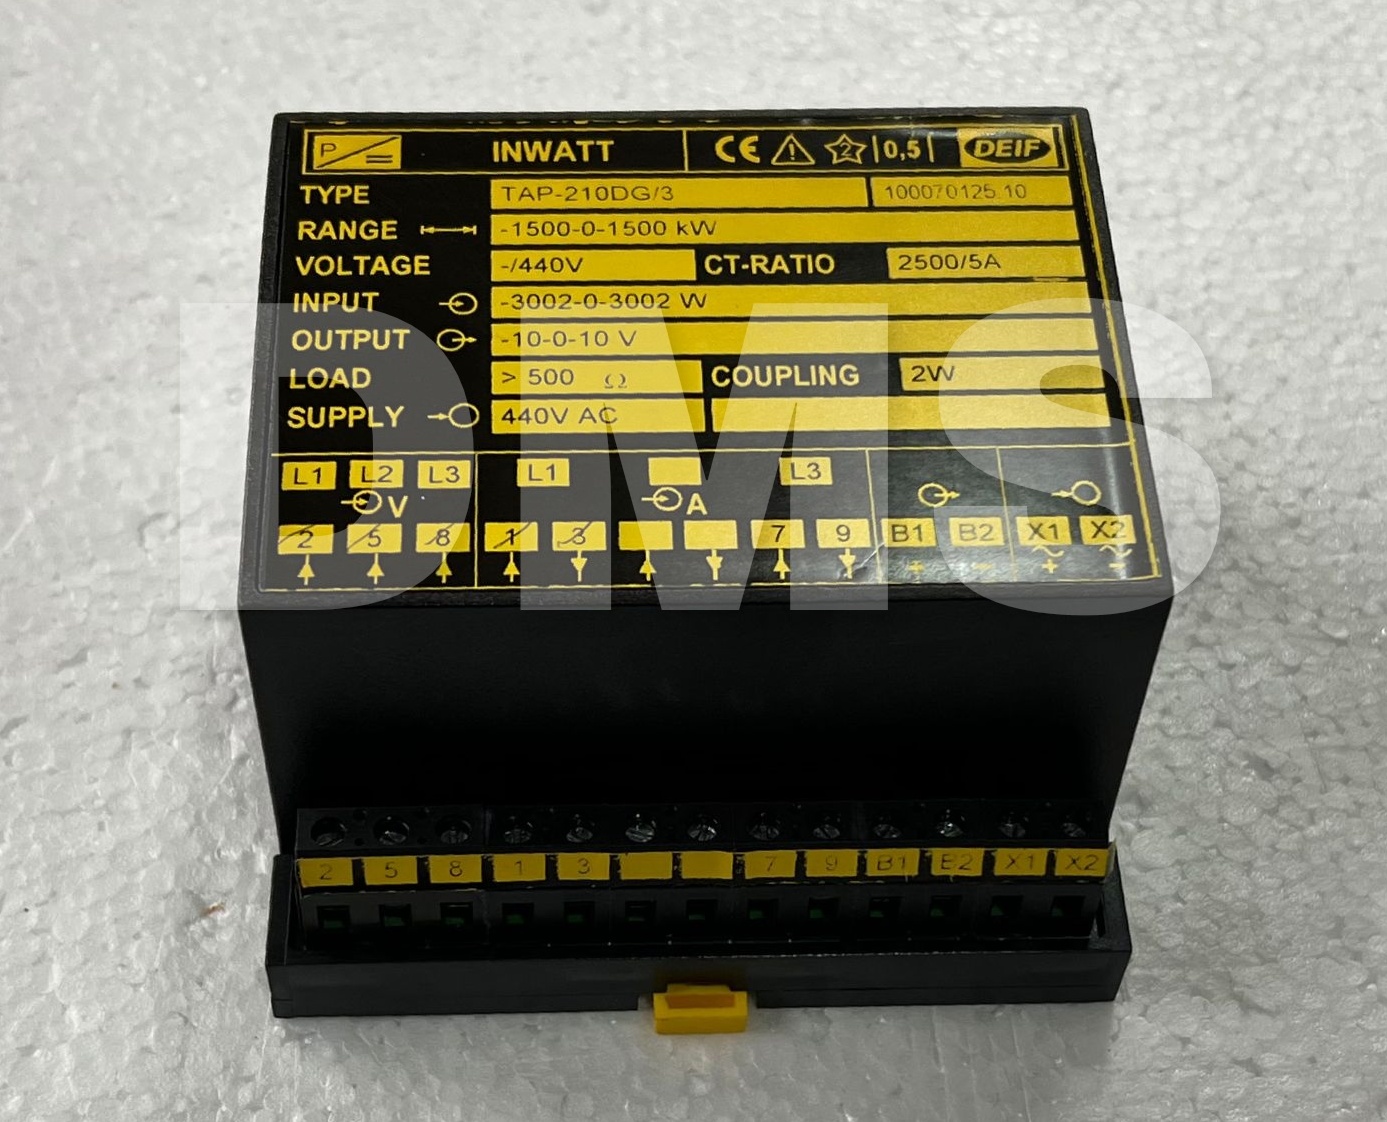 P INWATT CE 2 0,5 DEIF
TYPE TAP-210DG/3 100070125.10
RANGE -1500-0-1500 kW
VOLTAGE -/440V CT-RATIO 2500/5A
INPUT -3002-0-3002 W
OUTPUT -10-0-10 V
LOAD > 500 Ω COUPLING 2W
SUPPLY 440V AC
L1 L2 L3 L1 L3
V A
2 5 8 1 3 7 9 B1 B2 X1 X2
+ - + -
2 5 8 1 3 7 9 B1 B2 X1 X2
DMS